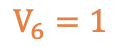 V₆ = 1